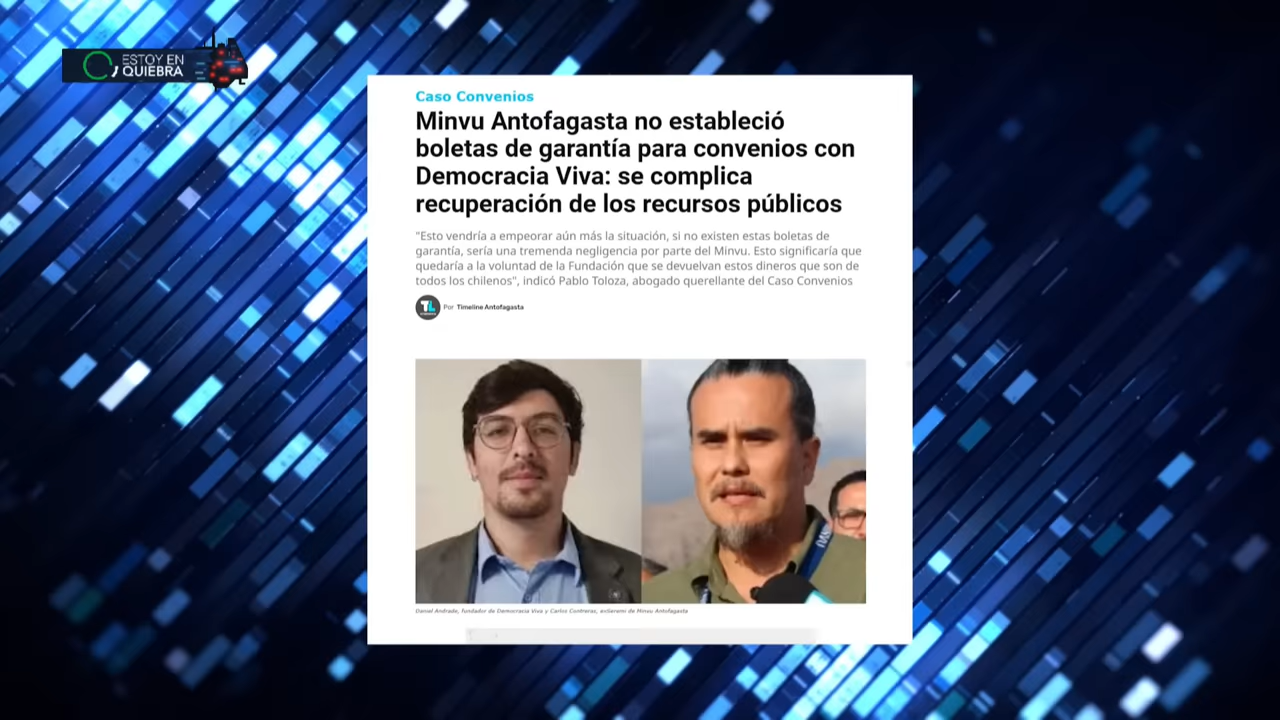 ESTOY EN
QUIEBRA
Caso Convenios
Minvu Antofagasta no estableció
boletas de garantía para convenios con
Democracia Viva: se complica
recuperación de los recursos públicos
"Esto vendría a empeorar aún más la situación, si no existen estas boletas de
garantía, sería una tremenda negligencia por parte del Minvu. Esto significaría que
quedaría a la voluntad de la Fundación que se devuelvan estos dineros que son de
todos los chilenos", indicó Pablo Toloza, abogado querellante del Caso Convenios
TL
Por Timeline Antofagasta
Daniel Andrade, fundador de Democracia Viva y Carlos Contreras, exseremi de Minvu Antofagasta